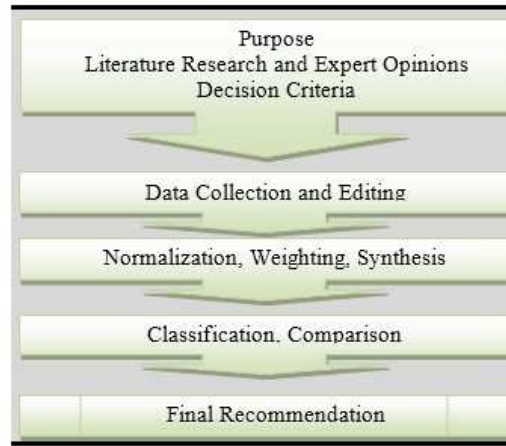 Purpose
Literature Research and Expert Opinions
Decision Criteria
Data Collection and Editing
Normalization, Weighting, Synthesis
Classification, Comparison
Final Recommendation